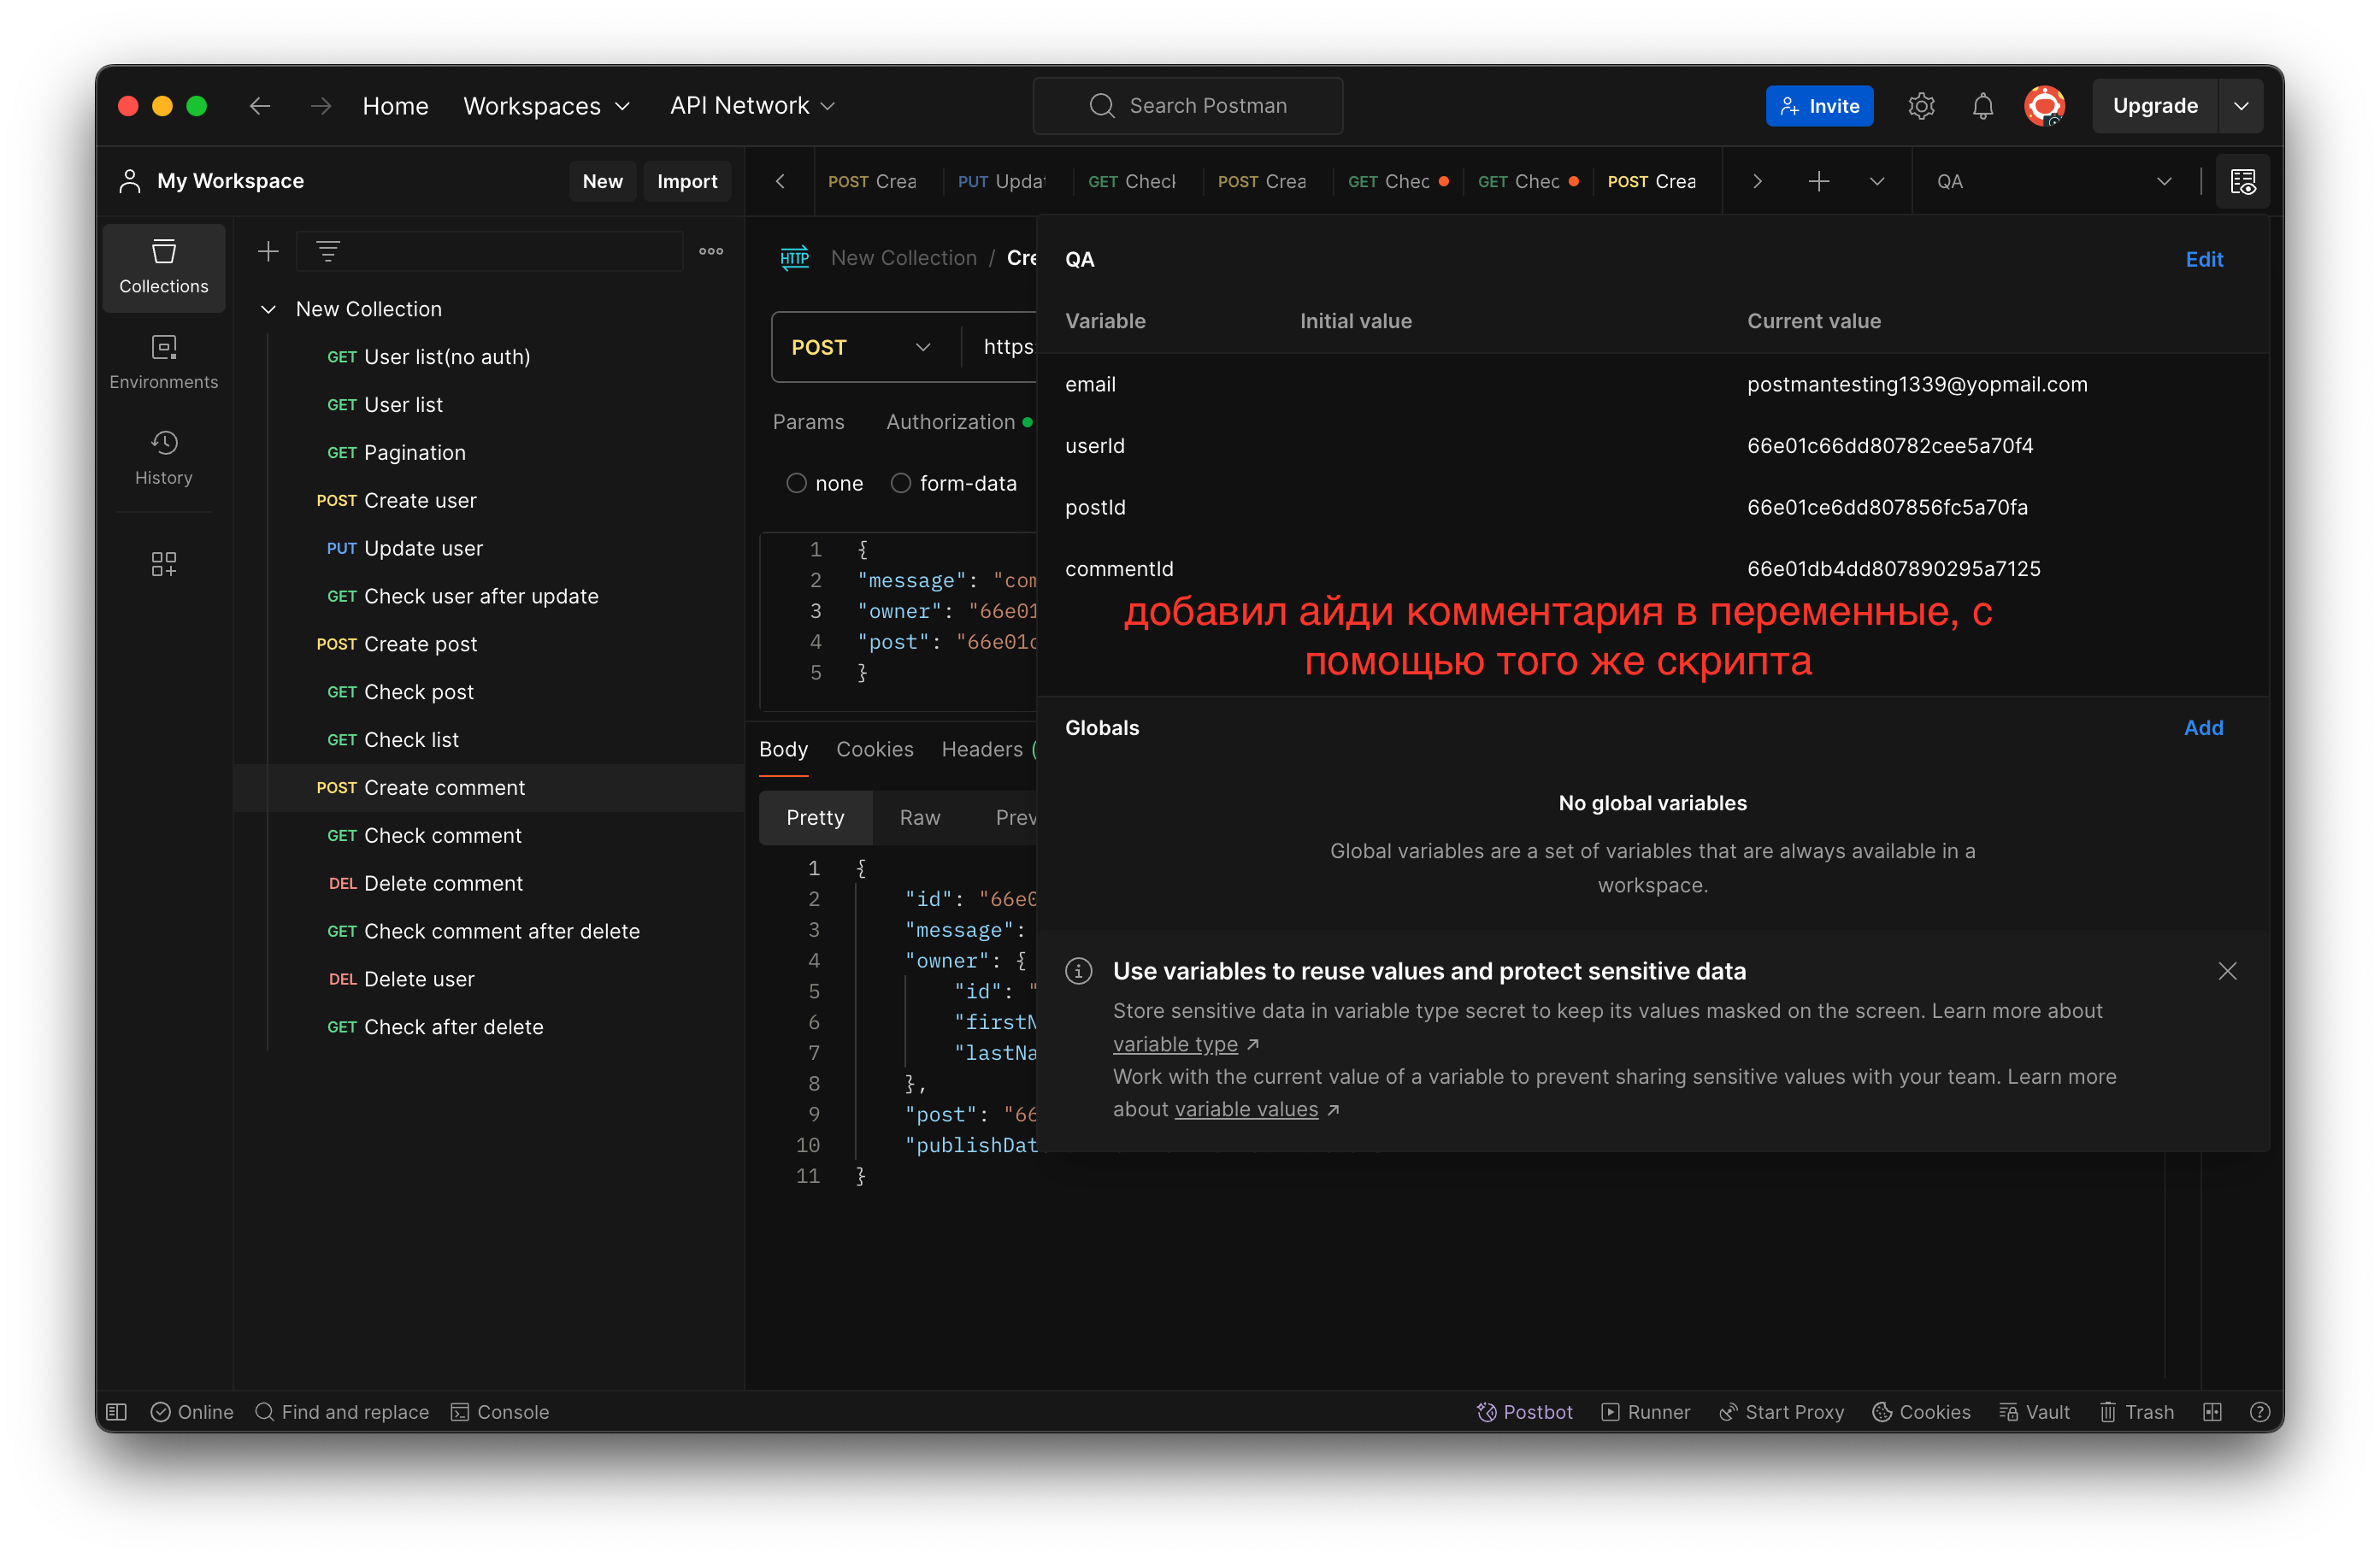 Home Workspaces API Network Search Postman Invite Upgrade
My Workspace New Import POST Crea PUT Updat GET Check POST Crea GET Chec GET Chec POST Crea QA
Collections
Environments
History
New Collection
GET User list(no auth)
GET User list
GET Pagination
POST Create user
PUT Update user
GET Check user after update
POST Create post
GET Check post
GET Check list
POST Create comment
GET Check comment
DEL Delete comment
GET Check comment after delete
DEL Delete user
GET Check after delete
HTTP New Collection / Cre
POST https:
Params Authorization
none form-data
1 {
2 "message": "com
3 "owner": "66e01
4 "post": "66e01c
5 }
Body Cookies Headers (
Pretty Raw Prev
1 {
2 "id": "66e0
3 "message":
4 "owner": {
5 "id": "
6 "firstN
7 "lastNa
8 },
9 "post": "66
10 "publishDat
11 }
QA Edit
Variable Initial value Current value
email postmantesting1339@yopmail.com
userId 66e01c66dd80782cee5a70f4
postId 66e01ce6dd807856fc5a70fa
commentId 66e01db4dd807890295a7125
добавил айди комментария в переменные, с
помощью того же скрипта
Globals Add
No global variables
Global variables are a set of variables that are always available in a
workspace.
Use variables to reuse values and protect sensitive data
Store sensitive data in variable type secret to keep its values masked on the screen. Learn more about
variable type ↗
Work with the current value of a variable to prevent sharing sensitive values with your team. Learn more
about variable values ↗
Online Find and replace Console Postbot Runner Start Proxy Cookies Vault Trash